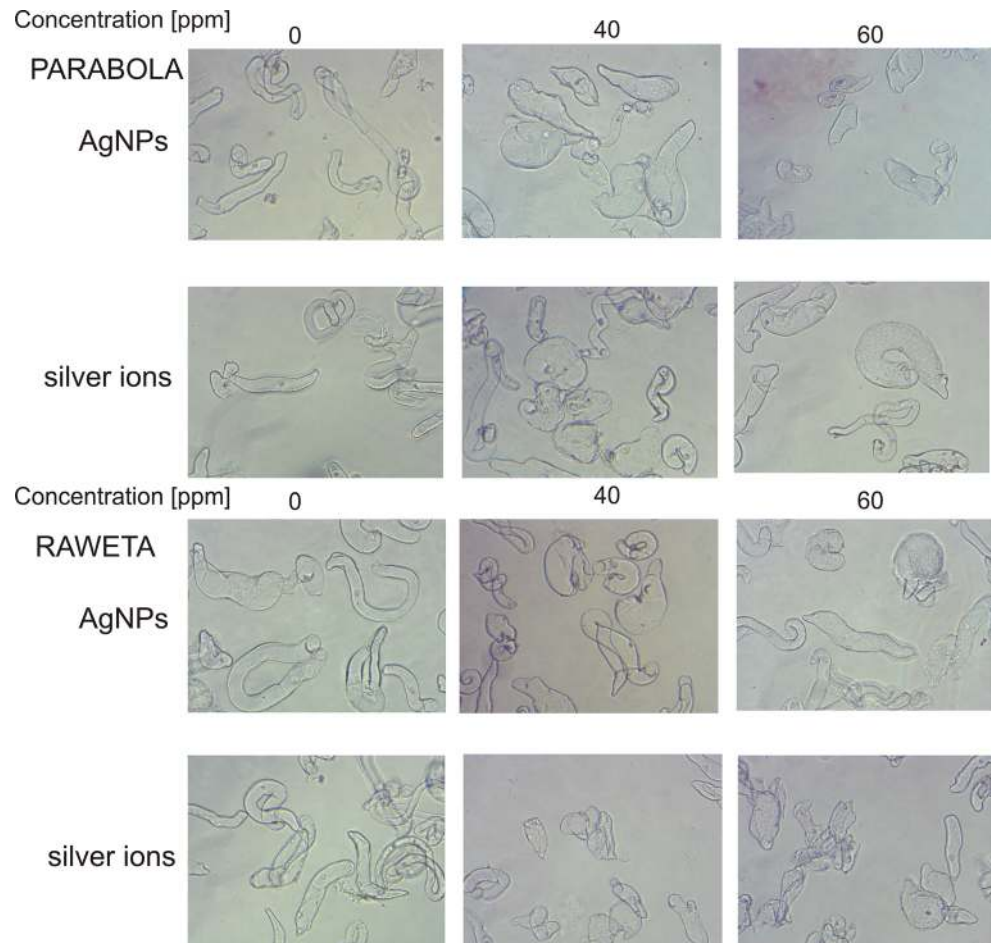 Concentration [ppm]
0
40
60
PARABOLA
AgNPs
silver ions
Concentration [ppm]
0
40
60
RAWETA
AgNPs
silver ions